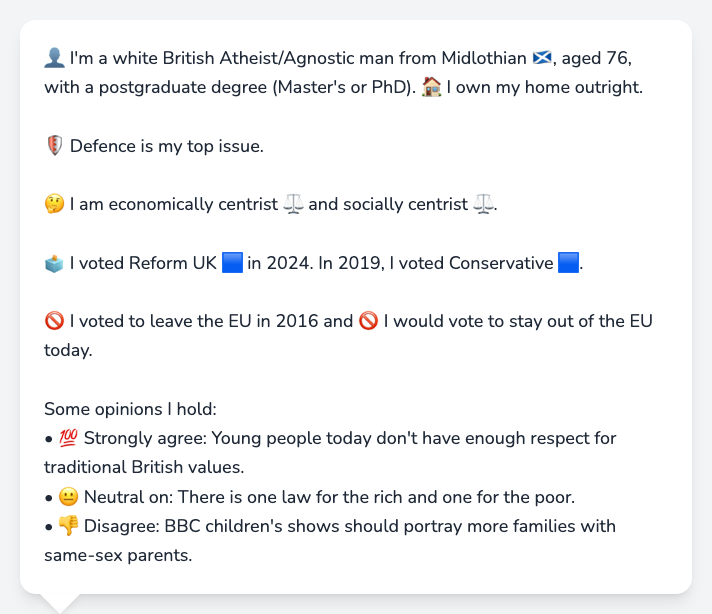 👤 I'm a white British Atheist/Agnostic man from Midlothian 🏴󠁧󠁢󠁳󠁣󠁴󠁿, aged 76,
with a postgraduate degree (Master's or PhD). 🏠 I own my home outright.
🛡️ Defence is my top issue.
🤔 I am economically centrist ⚖️ and socially centrist ⚖️.
🗳️ I voted Reform UK 🟦 in 2024. In 2019, I voted Conservative 🟦.
🚫 I voted to leave the EU in 2016 and 🚫 I would vote to stay out of the EU
today.
Some opinions I hold:
• 💯 Strongly agree: Young people today don't have enough respect for
traditional British values.
• 😐 Neutral on: There is one law for the rich and one for the poor.
• 👎 Disagree: BBC children's shows should portray more families with
same-sex parents.